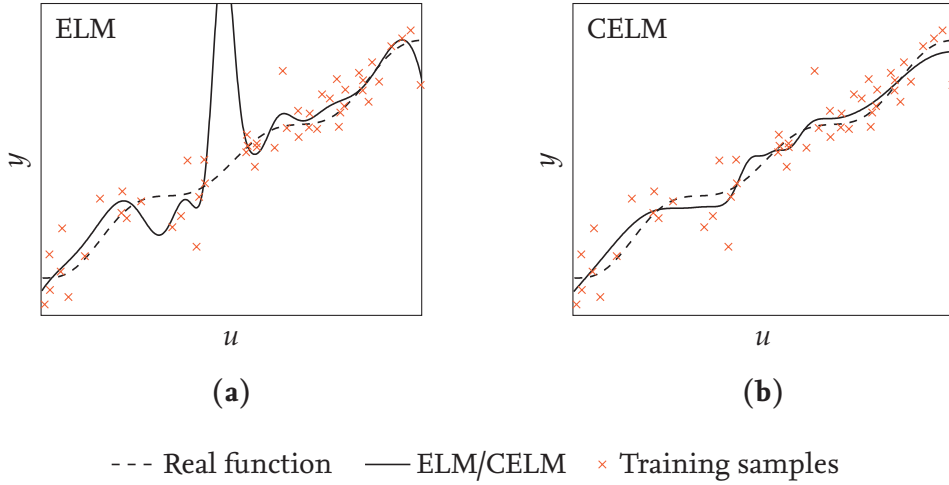 ELM
y
u
(a)
CELM
y
u
(b)
Real function ELM/CELM Training samples